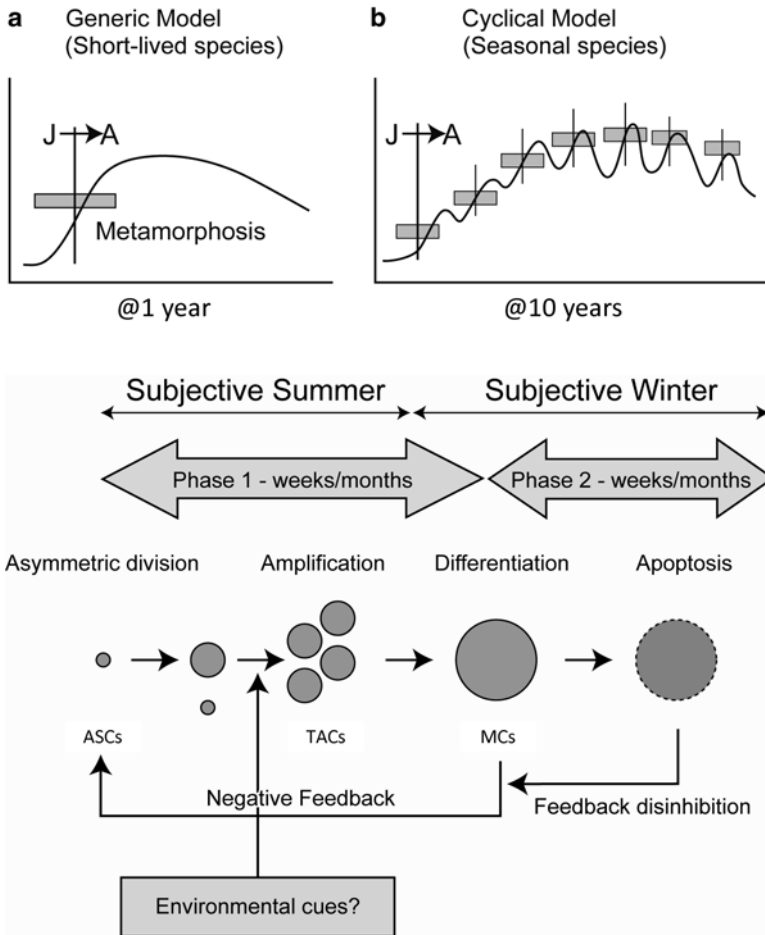 a Generic Model
(Short-lived species)
b Cyclical Model
(Seasonal species)
J A
Metamorphosis
@1 year
J A
@10 years
Subjective Summer
Subjective Winter
Phase 1 - weeks/months
Phase 2 - weeks/months
Asymmetric division
Amplification
Differentiation
Apoptosis
ASCs
TACs
MCs
Negative Feedback
Feedback disinhibition
Environmental cues?